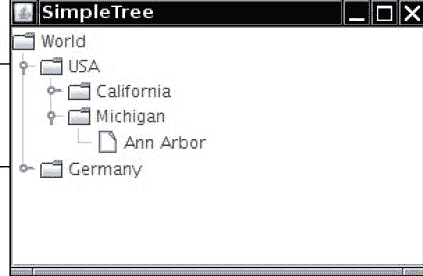 SimpleTree
World
USA
California
Michigan
Ann Arbor
Germany